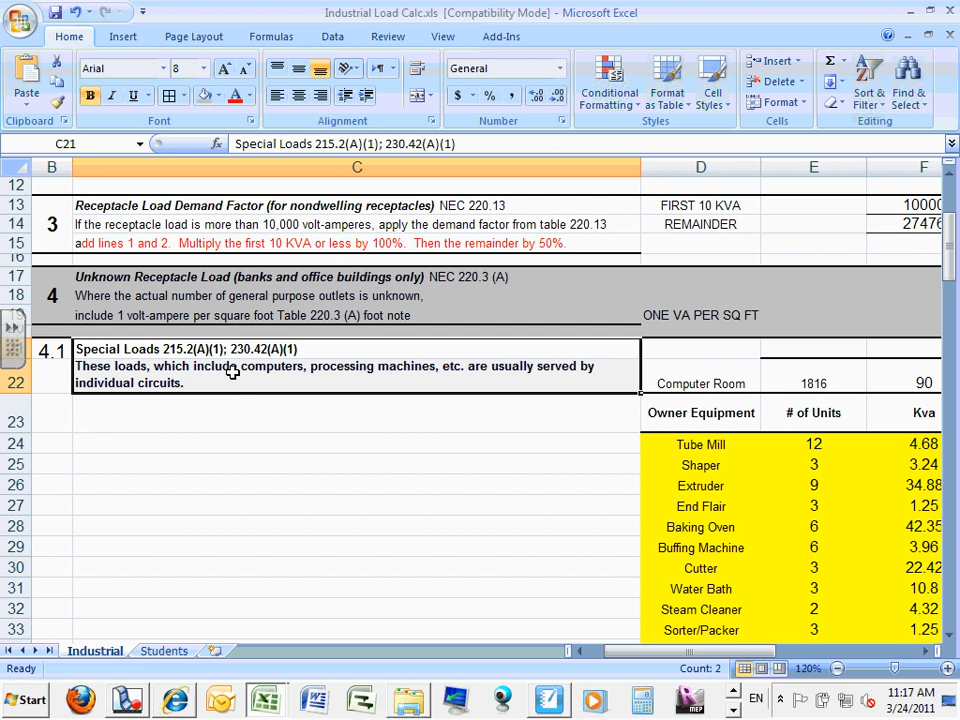 Industrial Load Calc.xls [Compatibility Mode] - Microsoft Excel
Home Insert Page Layout Formulas Data Review View Add-Ins
Paste
Arial 8
B I U
General
$ % ,
Conditional Formatting
Format as Table
Cell Styles
Insert
Delete
Format
Σ
Sort & Filter
Find & Select
Clipboard Font Alignment Number Styles Cells Editing
C21 fx Special Loads 215.2(A)(1); 230.42(A)(1)
B C D E F
12
13 Receptacle Load Demand Factor (for nondwelling receptacles) NEC 220.13 FIRST 10 KVA 10000
14 3 If the receptacle load is more than 10,000 volt-amperes, apply the demand factor from table 220.13 REMAINDER 27476
15 add lines 1 and 2. Multiply the first 10 KVA or less by 100%. Then the remainder by 50%.
16
17 Unknown Receptacle Load (banks and office buildings only) NEC 220.3 (A)
18 4 Where the actual number of general purpose outlets is unknown,
19 include 1 volt-ampere per square foot Table 220.3 (A) foot note ONE VA PER SQ FT
4.1 Special Loads 215.2(A)(1); 230.42(A)(1)
These loads, which include computers, processing machines, etc. are usually served by
22 individual circuits. Computer Room 1816 90
23 Owner Equipment # of Units Kva
24 Tube Mill 12 4.68
25 Shaper 3 3.24
26 Extruder 9 34.88
27 End Flair 3 1.25
28 Baking Oven 6 42.35
29 Buffing Machine 6 3.96
30 Cutter 3 22.42
31 Water Bath 3 10.8
32 Steam Cleaner 2 4.32
33 Sorter/Packer 3 1.25
Industrial Students
Ready Count: 2 120%
Start EN 11:17 AM
3/24/2011